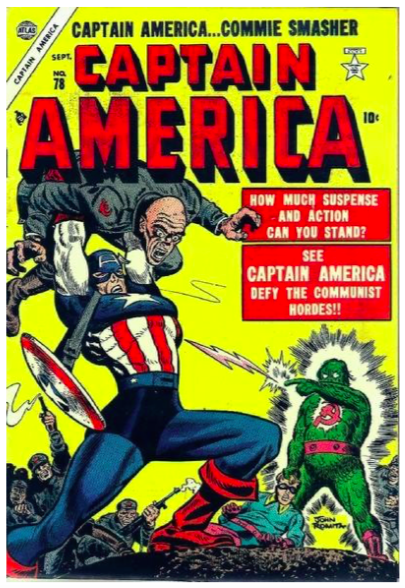 ATLAS
CAPTAIN AMERICA
CAPTAIN AMERICA...COMMIE SMASHER
SEPT.
NO.
78
CAPTAIN
AMERICA
10¢
HOW MUCH SUSPENSE
AND ACTION
CAN YOU STAND?
SEE
CAPTAIN AMERICA
DEFY THE COMMUNIST
HORDES!!
JOHN
ROMITA